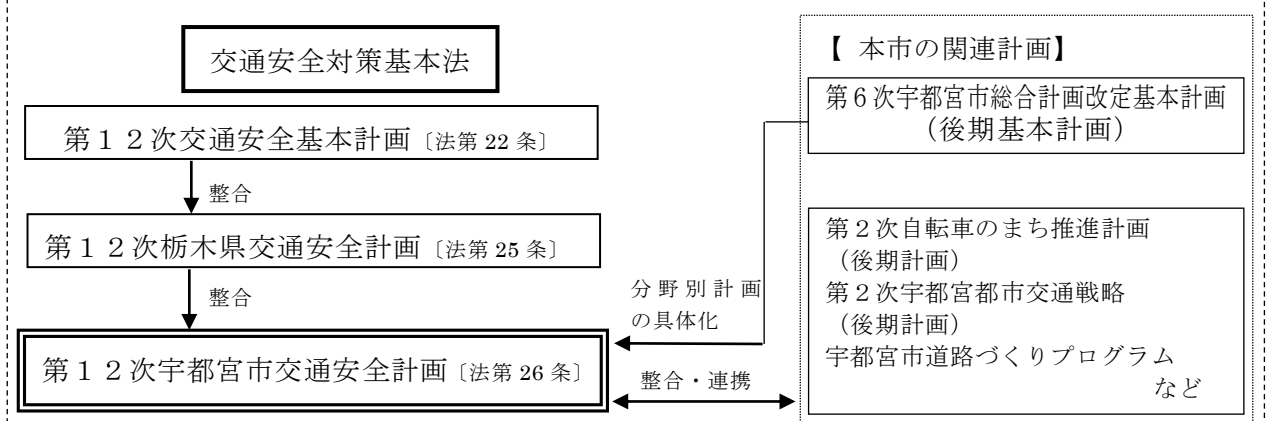 交通安全対策基本法
第１２次交通安全基本計画〔法第 22 条〕
整合
第１２次栃木県交通安全計画〔法第 25 条〕
整合
第１２次宇都宮市交通安全計画〔法第 26 条〕
分野別計画
の具体化
整合・連携
【 本市の関連計画】
第６次宇都宮市総合計画改定基本計画
（後期基本計画）
第２次自転車のまち推進計画
（後期計画）
第２次宇都宮都市交通戦略
（後期計画）
宇都宮市道路づくりプログラム
など